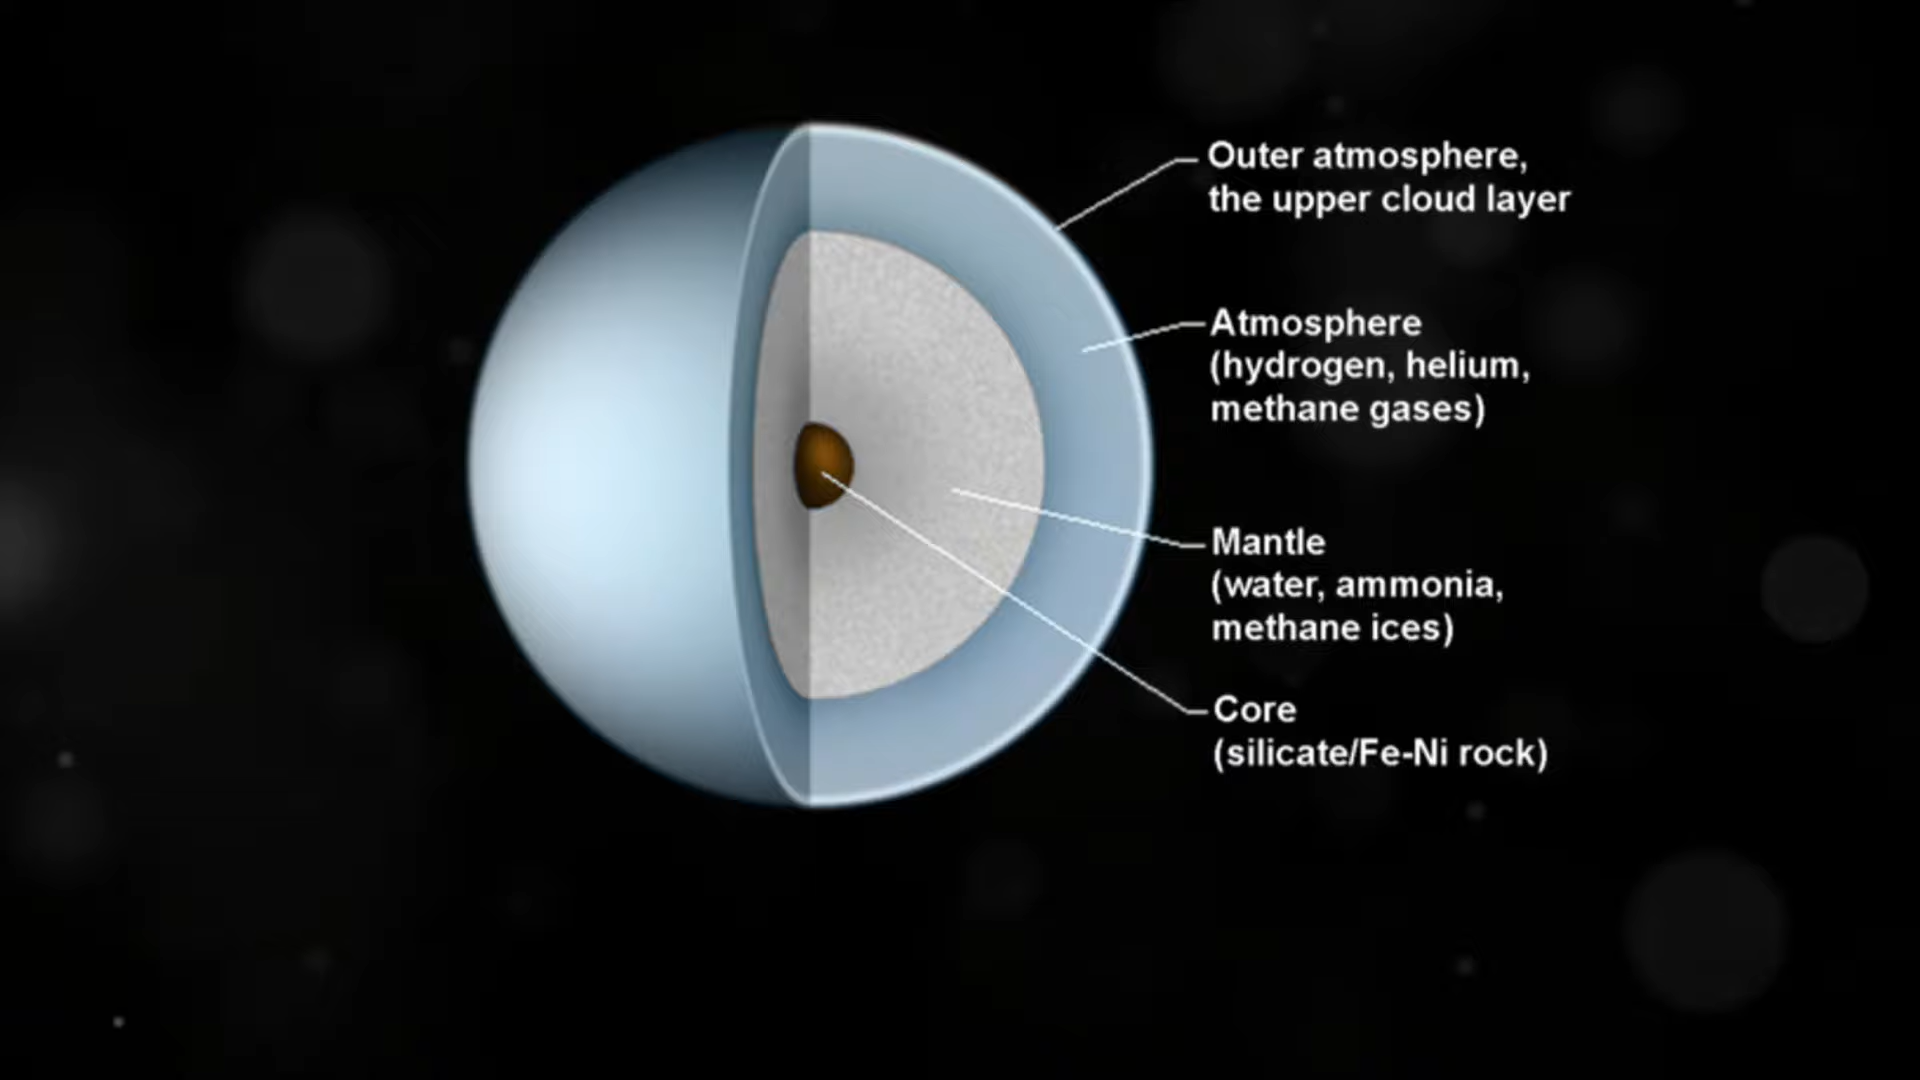 Outer atmosphere,
the upper cloud layer
Atmosphere
(hydrogen, helium,
methane gases)
Mantle
(water, ammonia,
methane ices)
Core
(silicate/Fe-Ni rock)